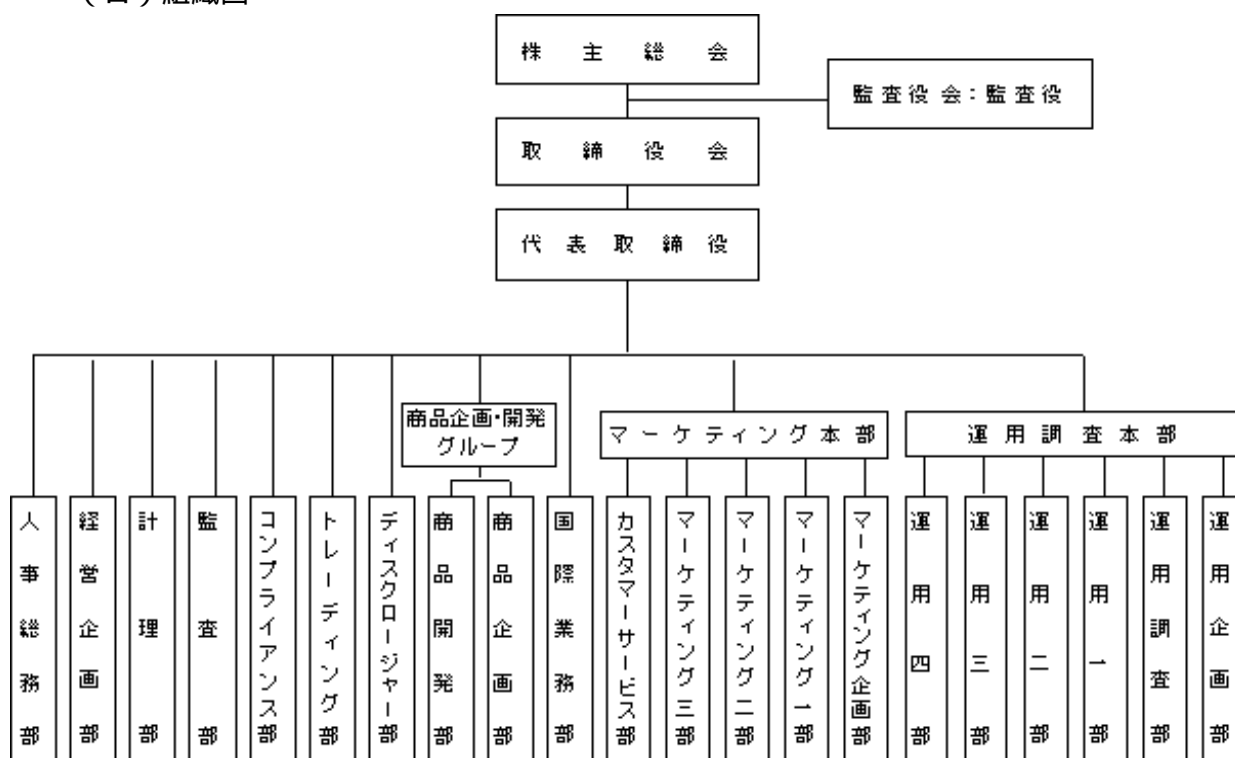 (ロ)組織図
株主総会
監査役会：監査役
取締役会
代表取締役
商品企画・開発
グループ
マーケティング本部
運用調査本部
人事総務部
経営企画部
計理部
監査部
コンプライアンス部
トレーディング部
ディスクロージャー部
商品開発部
商品企画部
国際業務部
カスタマーサービス部
マーケティング三部
マーケティング二部
マーケティング一部
マーケティング企画部
運用四部
運用三部
運用二部
運用一部
運用調査部
運用企画部